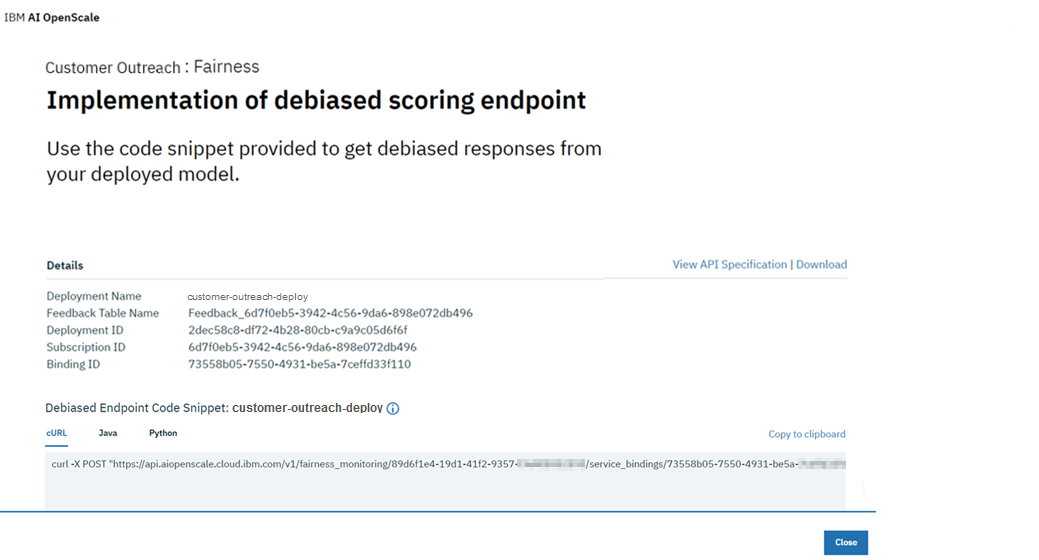 IBM AI OpenScale
Customer Outreach : Fairness
Implementation of debiased scoring endpoint
Use the code snippet provided to get debiased responses from
your deployed model.
Details
View API Specification | Download
Deployment Name customer-outreach-deploy
Feedback Table Name Feedback_6d7f0eb5-3942-4c56-9da6-898e072db496
Deployment ID 2dec58c8-df72-4b28-80cb-c9a9c05d6f6f
Subscription ID 6d7f0eb5-3942-4c56-9da6-898e072db496
Binding ID 73558b05-7550-4931-be5a-7ceffd33f110
Debiased Endpoint Code Snippet: customer-outreach-deploy
cURL Java Python Copy to clipboard
curl -X POST "https://api.aiopenscale.cloud.ibm.com/v1/fairness_monitoring/89d6f1e4-19d1-41f2-9357- /service_bindings/73558b05-7550-4931-be5a-
Close